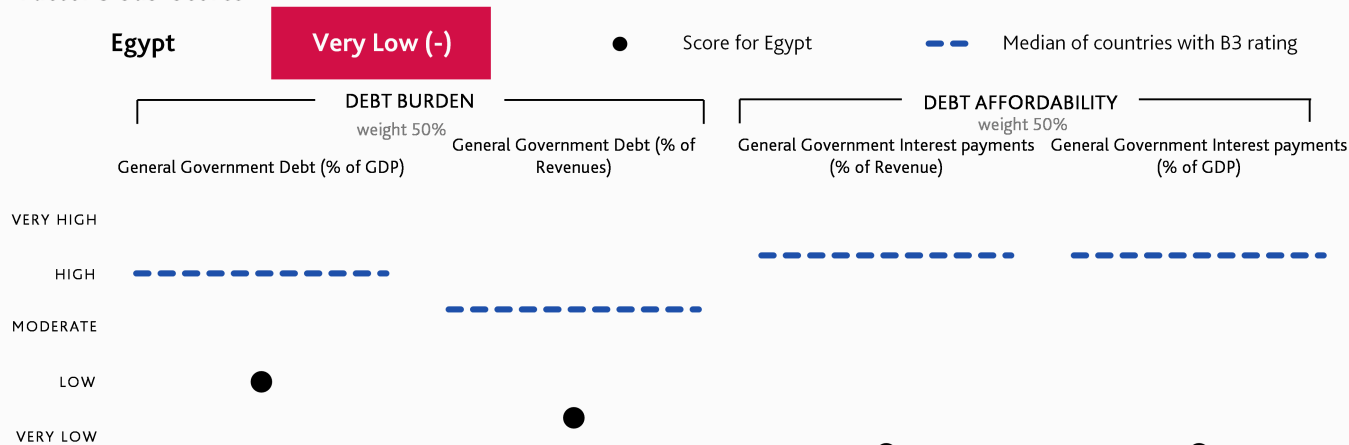 Egypt
Very Low (-)
Score for Egypt
Median of countries with B3 rating
DEBT BURDEN
weight 50%
DEBT AFFORDABILITY
weight 50%
General Government Debt (% of GDP)
General Government Debt (% of
Revenues)
General Government Interest payments
(% of Revenue)
General Government Interest payments
(% of GDP)
VERY HIGH
HIGH
MODERATE
LOW
VERY LOW